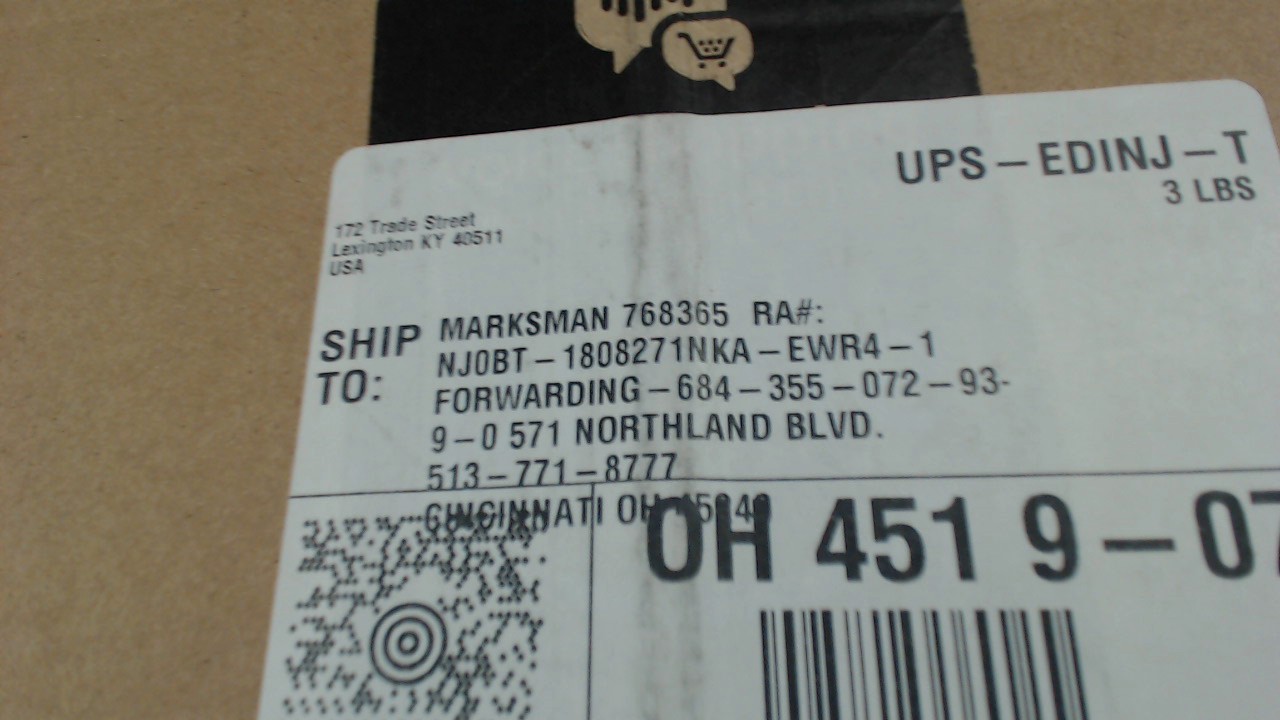 UPS – EDINJ – T
3 LBS
172 Trade Street
Lexington KY 40511
USA
SHIP TO:
MARKSMAN 768365 RA#:
NJ0BT – 1808271NKA – EWR4 – 1
FORWARDING – 684 – 355 – 072 – 93-
9 – 0 571 NORTHLAND BLVD.
513 – 771 – 8777
CINCINNATI OH
OH 451 9 – 07